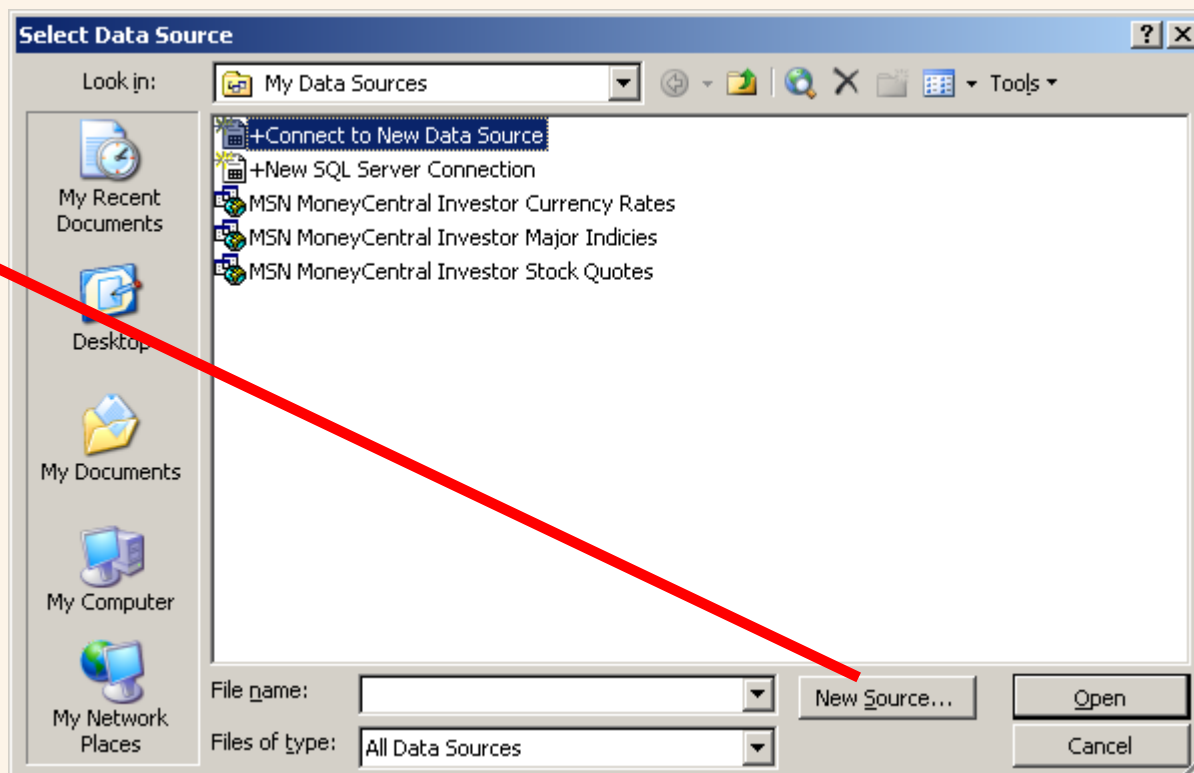 Select Data Source
Look in:
My Data Sources
Tools
+Connect to New Data Source
+New SQL Server Connection
MSN MoneyCentral Investor Currency Rates
MSN MoneyCentral Investor Major Indicies
MSN MoneyCentral Investor Stock Quotes
My Recent
Documents
Desktop
My Documents
My Computer
My Network
Places
File name:
New Source...
Open
Files of type:
All Data Sources
Cancel